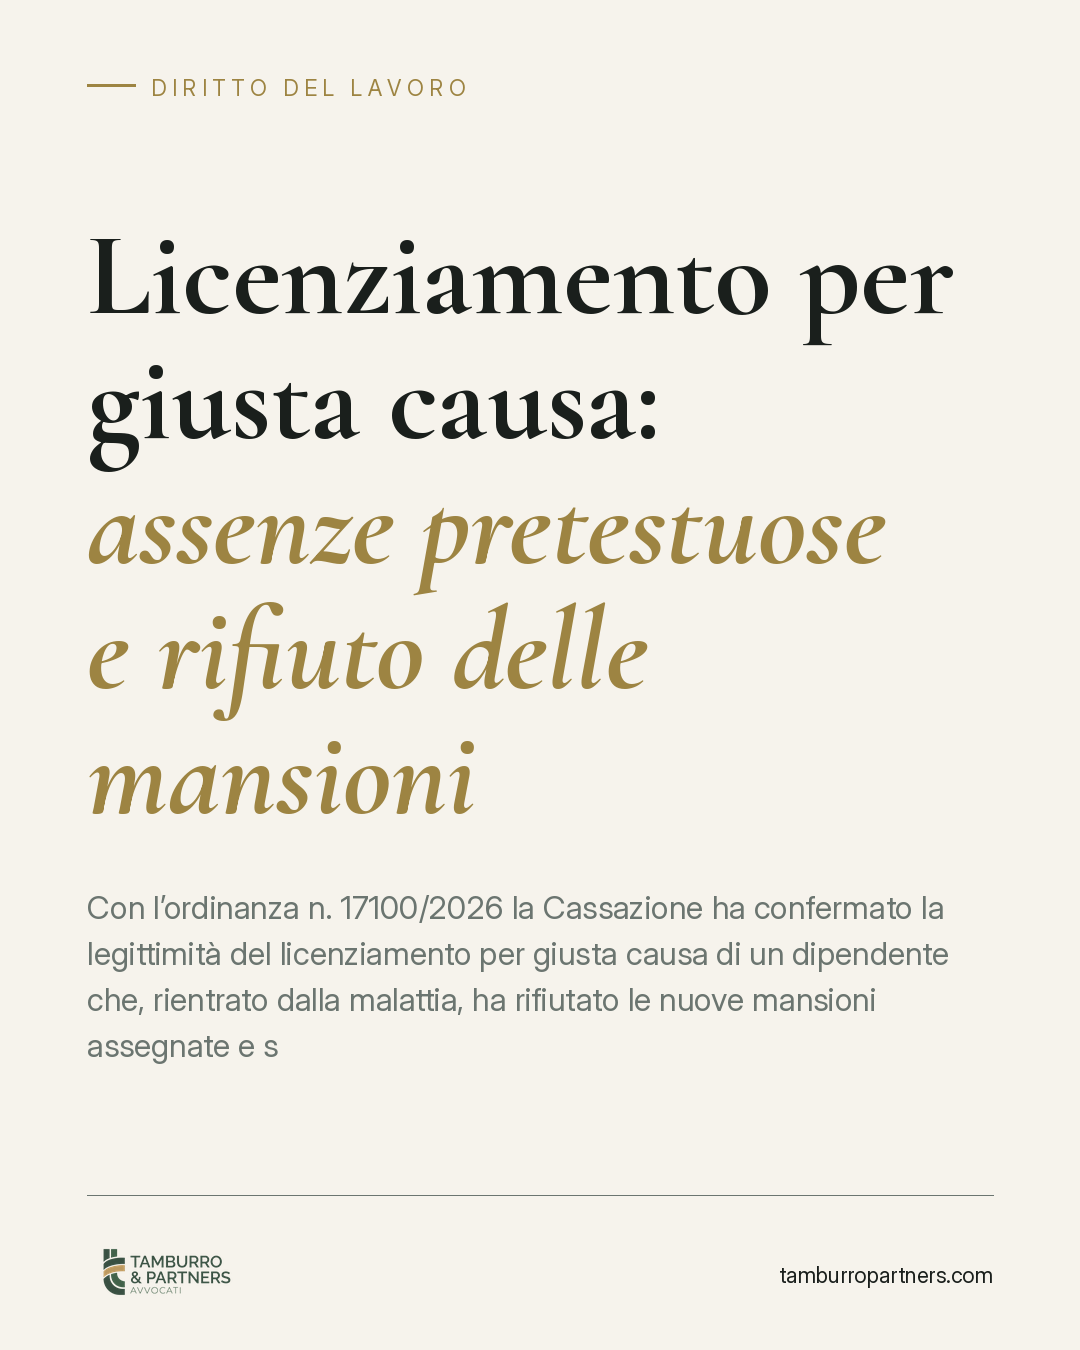 DIRITTO DEL LAVORO
Licenziamento per
giusta causa:
assenze pretestuose
e rifiuto delle
mansioni
Con l’ordinanza n. 17100/2026 la Cassazione ha confermato la
legittimità del licenziamento per giusta causa di un dipendente
che, rientrato dalla malattia, ha rifiutato le nuove mansioni
assegnate e s
TAMBURRO
& PARTNERS
AVVOCATI
tamburropartners.com